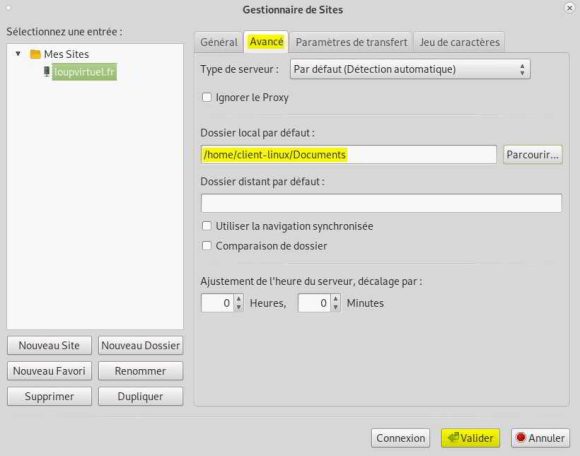 Gestionnaire de Sites
Sélectionnez une entrée :
Mes Sites
loupvirtuel.fr
Nouveau Site
Nouveau Dossier
Nouveau Favori
Renommer
Supprimer
Dupliquer
Général
Avancé
Paramètres de transfert
Jeu de caractères
Type de serveur :
Par défaut (Détection automatique)
Ignorer le Proxy
Dossier local par défaut :
/home/client-linux/Documents
Parcourir...
Dossier distant par défaut :
Utiliser la navigation synchronisée
Comparaison de dossier
Ajustement de l'heure du serveur, décalage par :
0 Heures, 0 Minutes
Connexion
Valider
Annuler